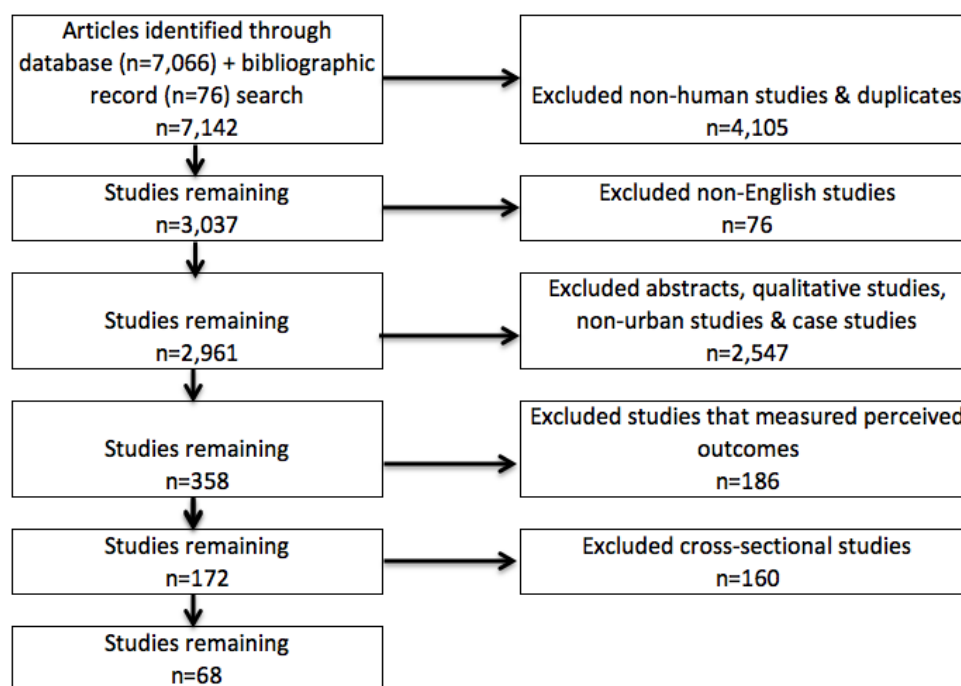 Articles identified through
database (n=7,066) + bibliographic
record (n=76) search
n=7,142
Excluded non-human studies & duplicates
n=4,105
Studies remaining
n=3,037
Excluded non-English studies
n=76
Studies remaining
n=2,961
Excluded abstracts, qualitative studies,
non-urban studies & case studies
n=2,547
Studies remaining
n=358
Excluded studies that measured perceived
outcomes
n=186
Studies remaining
n=172
Excluded cross-sectional studies
n=160
Studies remaining
n=68